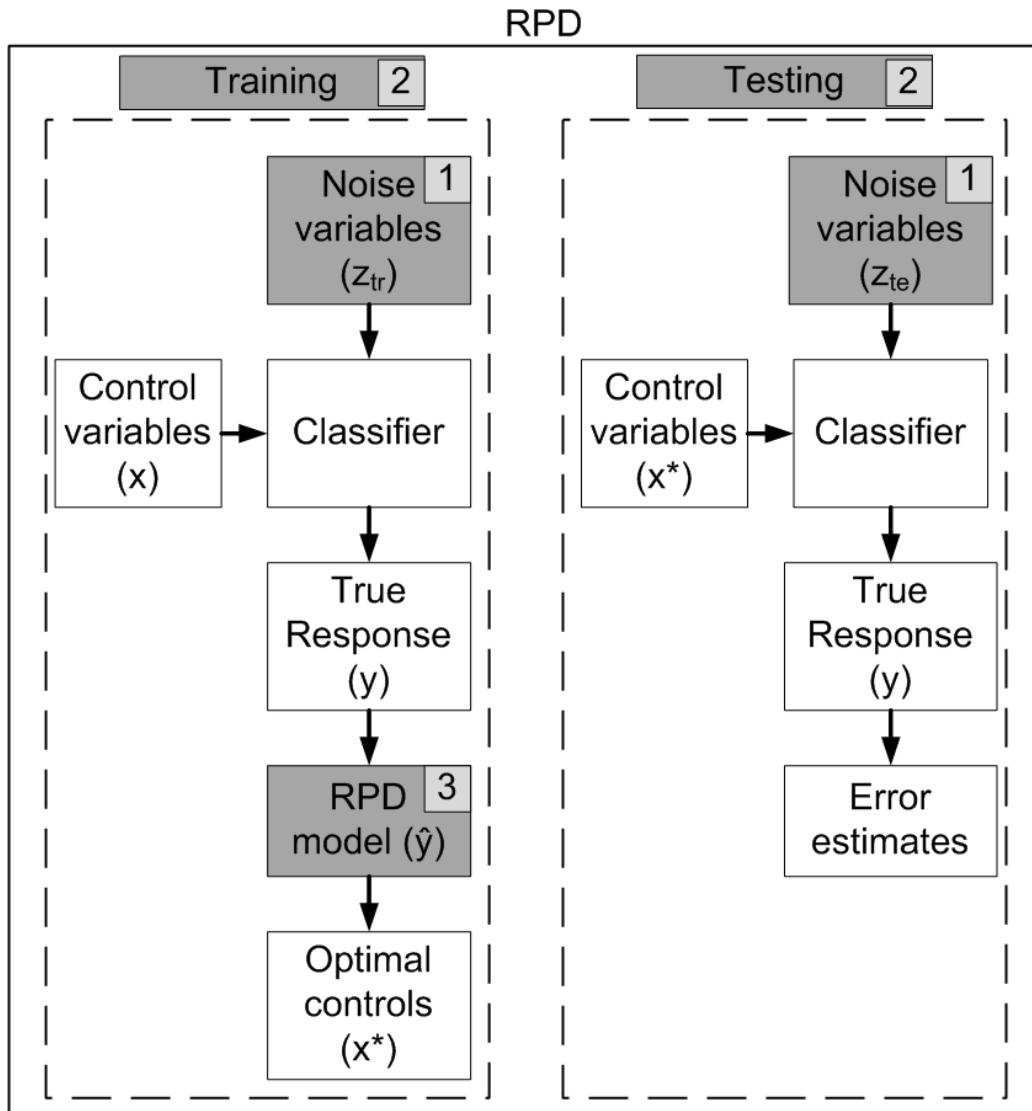 RPD
Training 2
Noise 1
variables
(z_tr)
Control
variables
(x)
Classifier
True
Response
(y)
RPD 3
model (ŷ)
Optimal
controls
(x*)
Testing 2
Noise 1
variables
(z_te)
Control
variables
(x*)
Classifier
True
Response
(y)
Error
estimates